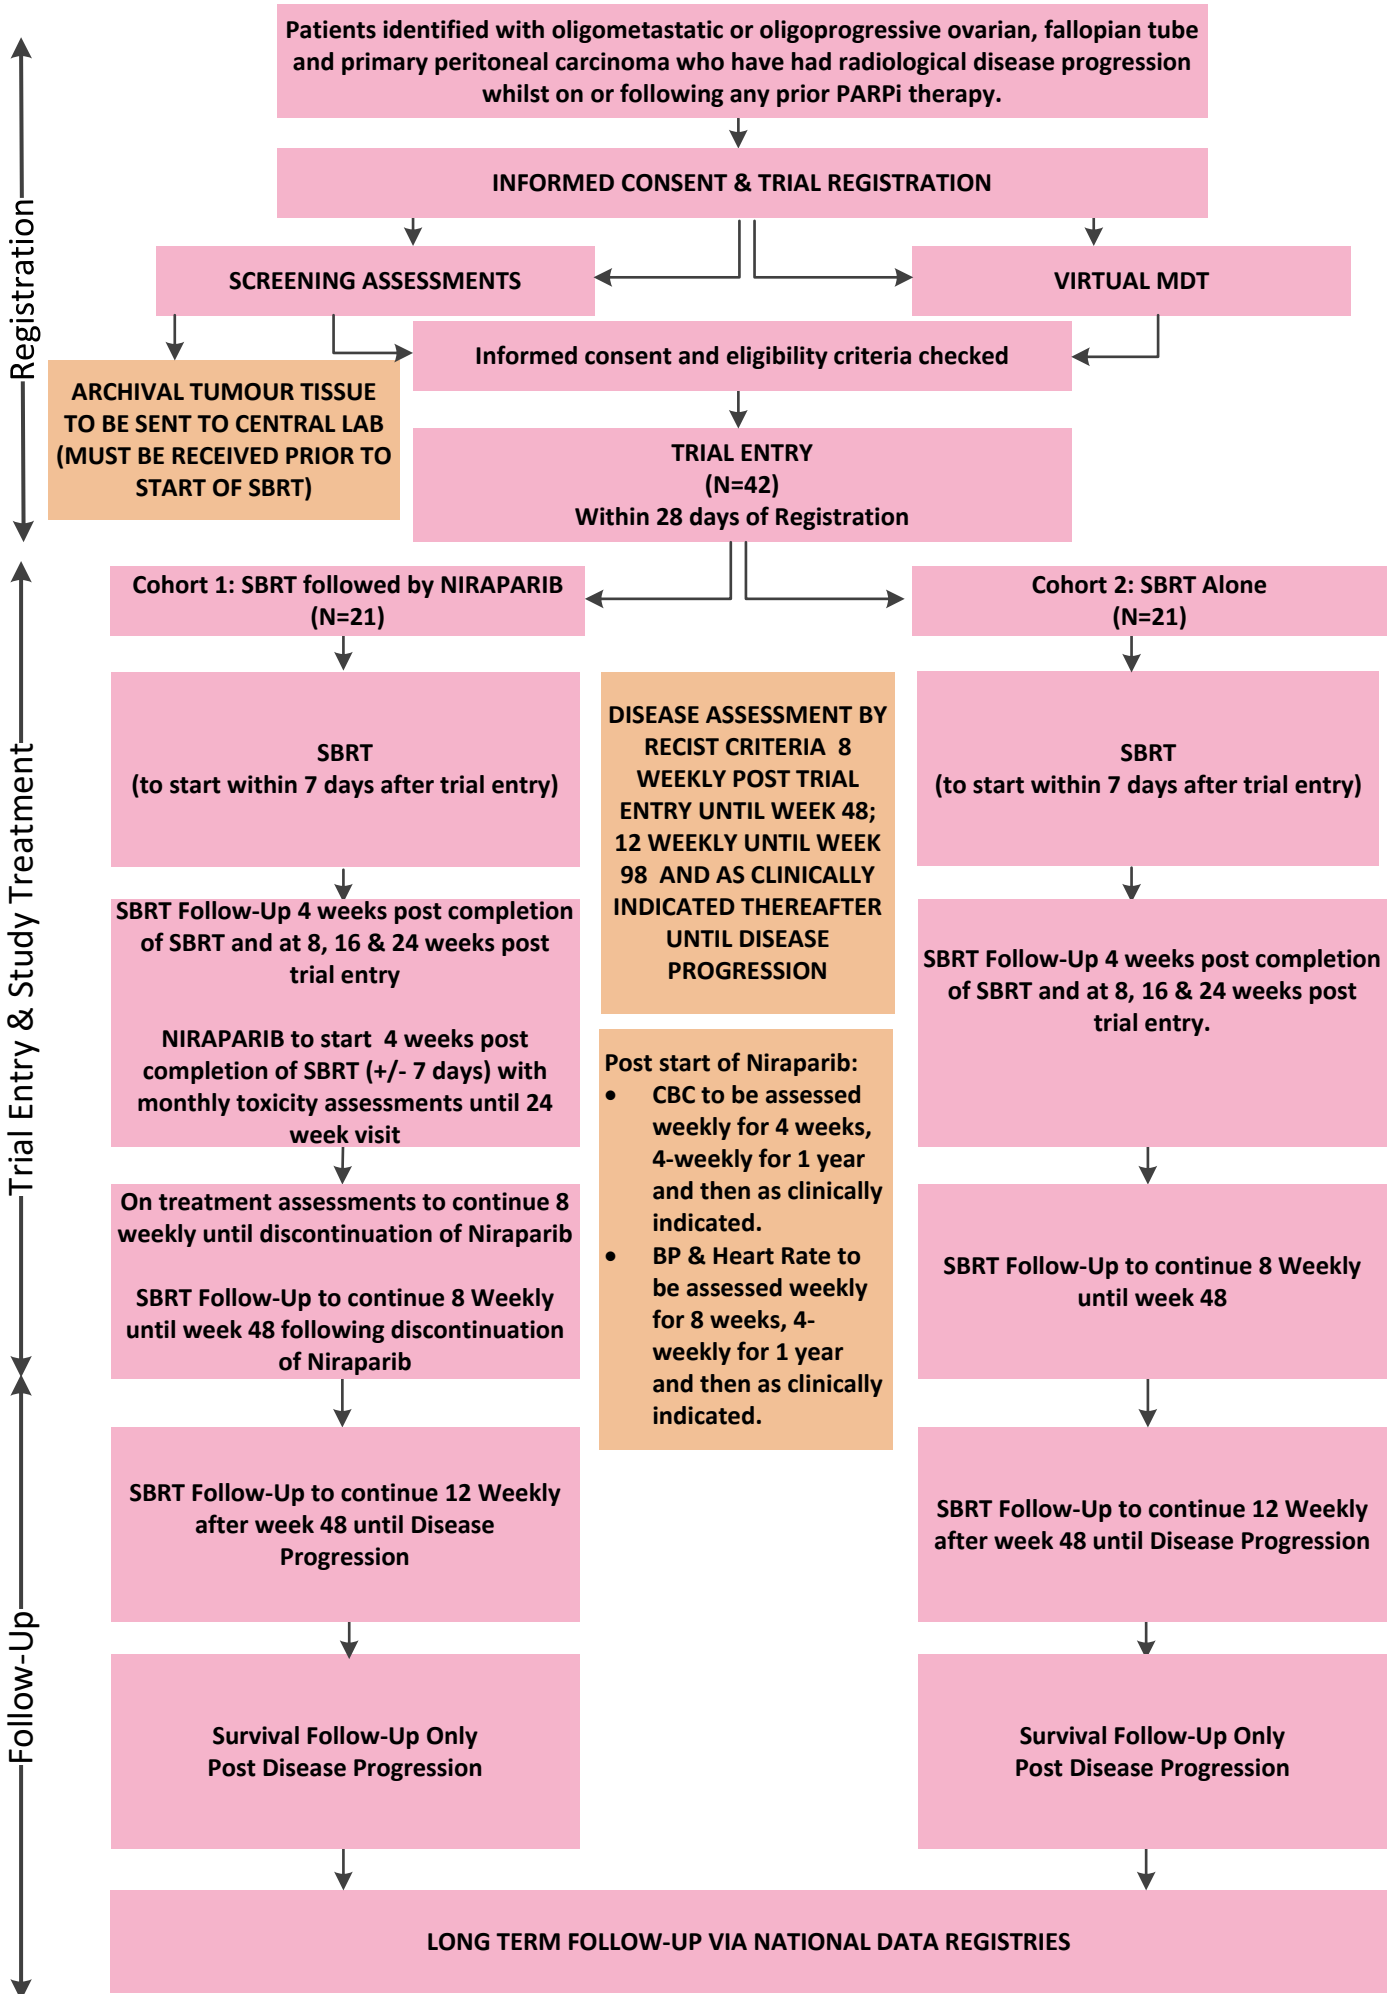 Patients identified with oligometastatic or oligoprogressive ovarian, fallopian tube
and primary peritoneal carcinoma who have had radiological disease progression
whilst on or following any prior PARPi therapy.
INFORMED CONSENT & TRIAL REGISTRATION
SCREENING ASSESSMENTS
VIRTUAL MDT
Informed consent and eligibility criteria checked
ARCHIVAL TUMOUR TISSUE
TO BE SENT TO CENTRAL LAB
(MUST BE RECEIVED PRIOR TO
START OF SBRT)
TRIAL ENTRY
(N=42)
Within 28 days of Registration
Registration
Cohort 1: SBRT followed by NIRAPARIB
(N=21)
Cohort 2: SBRT Alone
(N=21)
SBRT
(to start within 7 days after trial entry)
DISEASE ASSESSMENT BY
RECIST CRITERIA 8
WEEKLY POST TRIAL
ENTRY UNTIL WEEK 48;
12 WEEKLY UNTIL WEEK
98 AND AS CLINICALLY
INDICATED THEREAFTER
UNTIL DISEASE
PROGRESSION
SBRT
(to start within 7 days after trial entry)
SBRT Follow-Up 4 weeks post completion
of SBRT and at 8, 16 & 24 weeks post
trial entry
NIRAPARIB to start 4 weeks post
completion of SBRT (+/- 7 days) with
monthly toxicity assessments until 24
week visit
SBRT Follow-Up 4 weeks post completion
of SBRT and at 8, 16 & 24 weeks post
trial entry.
Post start of Niraparib:
• CBC to be assessed
weekly for 4 weeks,
4-weekly for 1 year
and then as clinically
indicated.
• BP & Heart Rate to
be assessed weekly
for 8 weeks, 4-
weekly for 1 year
and then as clinically
indicated.
On treatment assessments to continue 8
weekly until discontinuation of Niraparib
SBRT Follow-Up to continue 8 Weekly
until week 48 following discontinuation
of Niraparib
SBRT Follow-Up to continue 8 Weekly
until week 48
Trial Entry & Study Treatment
SBRT Follow-Up to continue 12 Weekly
after week 48 until Disease
Progression
SBRT Follow-Up to continue 12 Weekly
after week 48 until Disease Progression
Survival Follow-Up Only
Post Disease Progression
Survival Follow-Up Only
Post Disease Progression
Follow-Up
LONG TERM FOLLOW-UP VIA NATIONAL DATA REGISTRIES